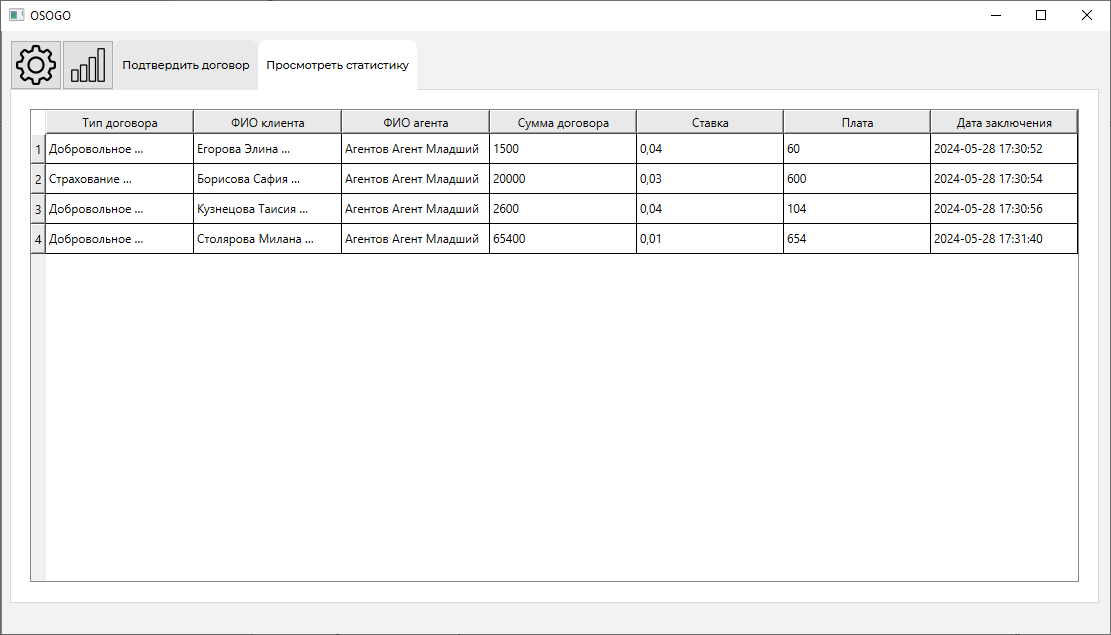 OSOGO
Подтвердить договор Просмотреть статистику
Тип договора ФИО клиента ФИО агента Сумма договора Ставка Плата Дата заключения
1 Добровольное ... Егорова Элина ... Агентов Агент Младший 1500 0,04 60 2024-05-28 17:30:52
2 Страхование ... Борисова Сафия ... Агентов Агент Младший 20000 0,03 600 2024-05-28 17:30:54
3 Добровольное ... Кузнецова Таисия ... Агентов Агент Младший 2600 0,04 104 2024-05-28 17:30:56
4 Добровольное ... Столярова Милана ... Агентов Агент Младший 65400 0,01 654 2024-05-28 17:31:40